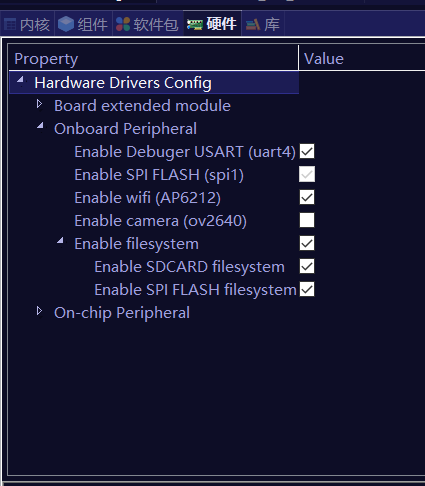 内核 组件 软件包 硬件 库
Property Value
Hardware Drivers Config
Board extended module
Onboard Peripheral
Enable Debuger USART (uart4)
Enable SPI FLASH (spi1)
Enable wifi (AP6212)
Enable camera (ov2640)
Enable filesystem
Enable SDCARD filesystem
Enable SPI FLASH filesystem
On-chip Peripheral